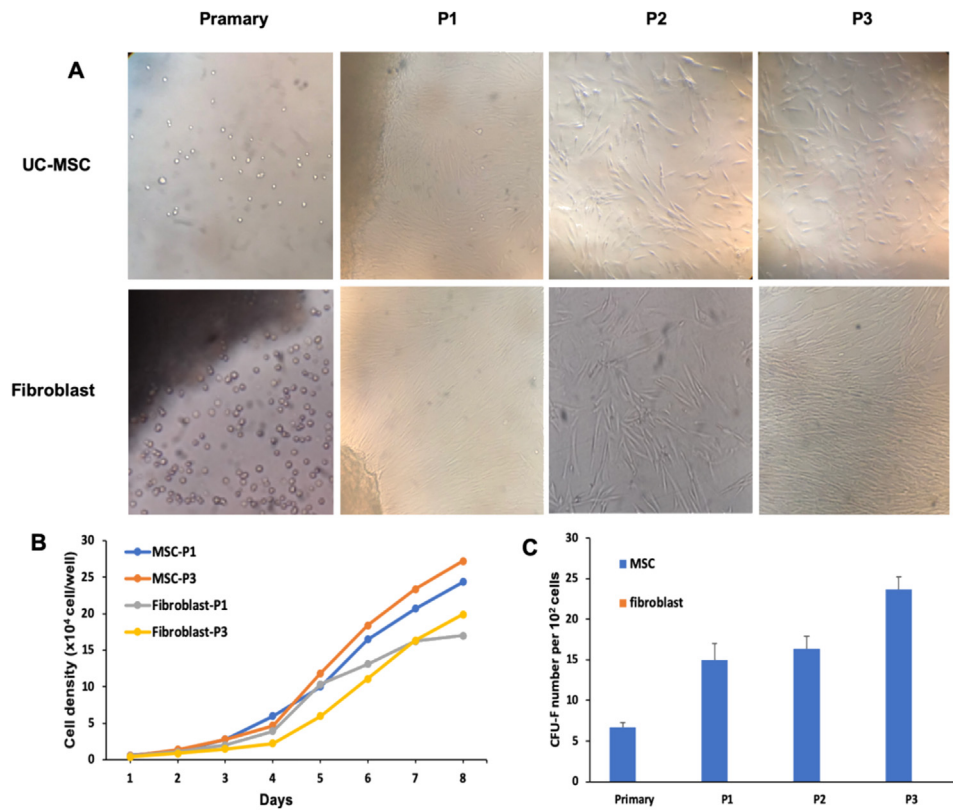 Pramary P1 P2 P3
A
UC-MSC
Fibroblast
B
30
25
20
15
10
5
0
Cell density (x10⁴ cell/well)
MSC-P1
MSC-P3
Fibroblast-P1
Fibroblast-P3
1 2 3 4 5 6 7 8
Days
C
30
25
20
15
10
5
0
CFU-F number per 10² cells
MSC
fibroblast
Primary P1 P2 P3